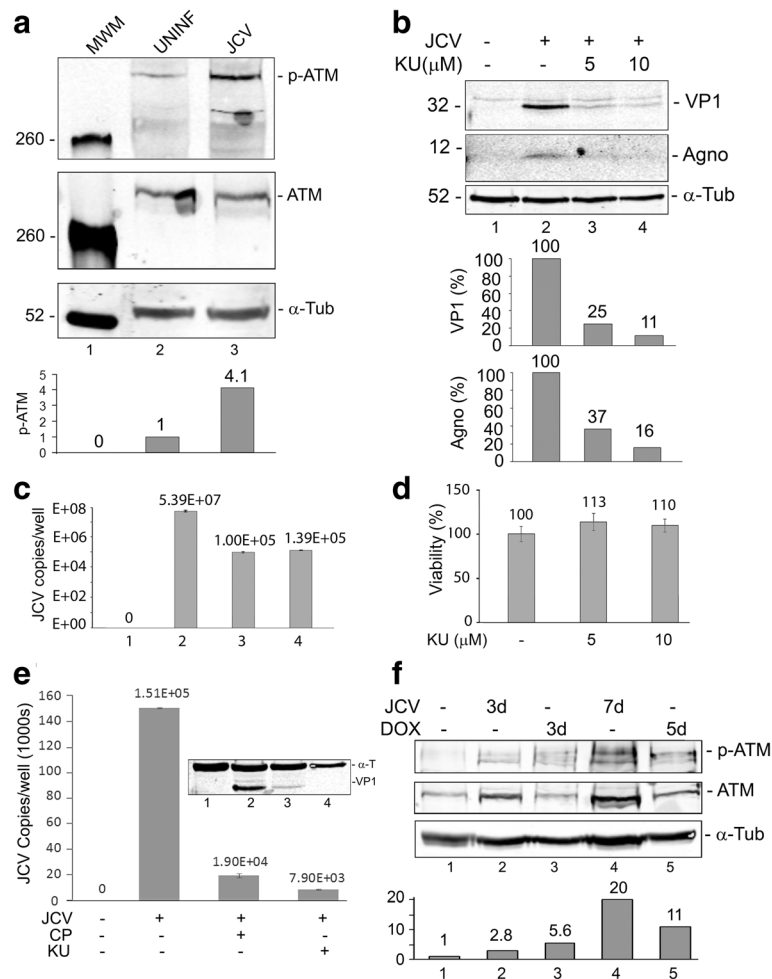 a
MWM UNINF JCV
- p-ATM
260 -
- ATM
260 -
52 - - α-Tub
1 2 3
p-ATM
5
4
3
2
1
0
0 1 4.1
b
JCV - + + +
KU(μM) - - 5 10
32 - - VP1
12 - - Agno
52 - - α-Tub
1 2 3 4
VP1 (%)
100
80
60
40
20
0
100 25 11
Agno (%)
100
80
60
40
20
0
100 37 16
c
JCV copies/well
E+08
E+06
E+04
E+02
E+00
0 5.39E+07 1.00E+05 1.39E+05
1 2 3 4
d
Viability (%)
150
100
50
0
100 113 110
KU (μM) - 5 10
e
JCV Copies/well (1000s)
160
140
120
100
80
60
40
20
0
0 1.51E+05 1.90E+04 7.90E+03
- α-T
-VP1
1 2 3 4
JCV - + + +
CP - - + -
KU - - - +
f
JCV - 3d - 7d -
DOX - - 3d - 5d
- p-ATM
- ATM
- α-Tub
1 2 3 4 5
20
10
0
1 2.8 5.6 20 11
1 2 3 4 5